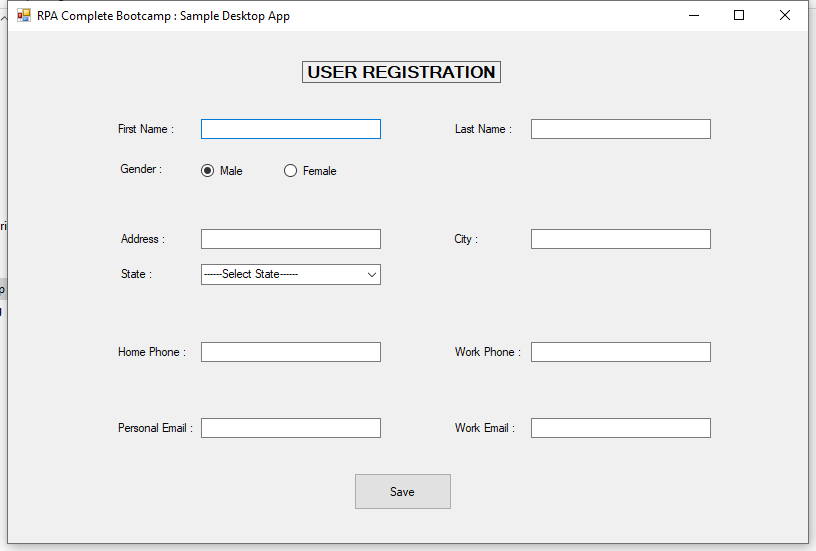 RPA Complete Bootcamp : Sample Desktop App
USER REGISTRATION
First Name :
Last Name :
Gender :
Male
Female
Address :
City :
State :
------Select State------
Home Phone :
Work Phone :
Personal Email :
Work Email :
Save